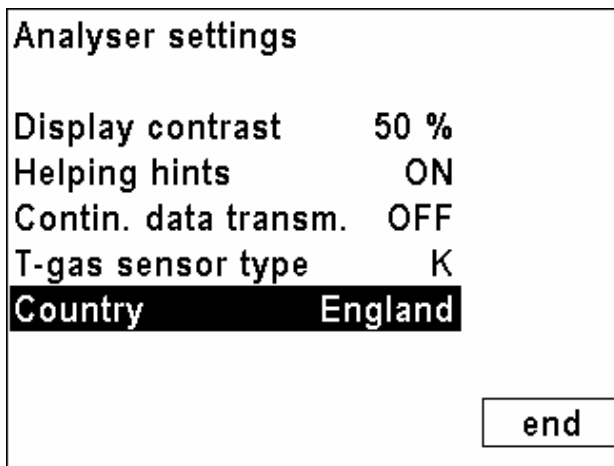 Analyser settings
Display contrast 50 %
Helping hints ON
Contin. data transm. OFF
T-gas sensor type K
Country England
end